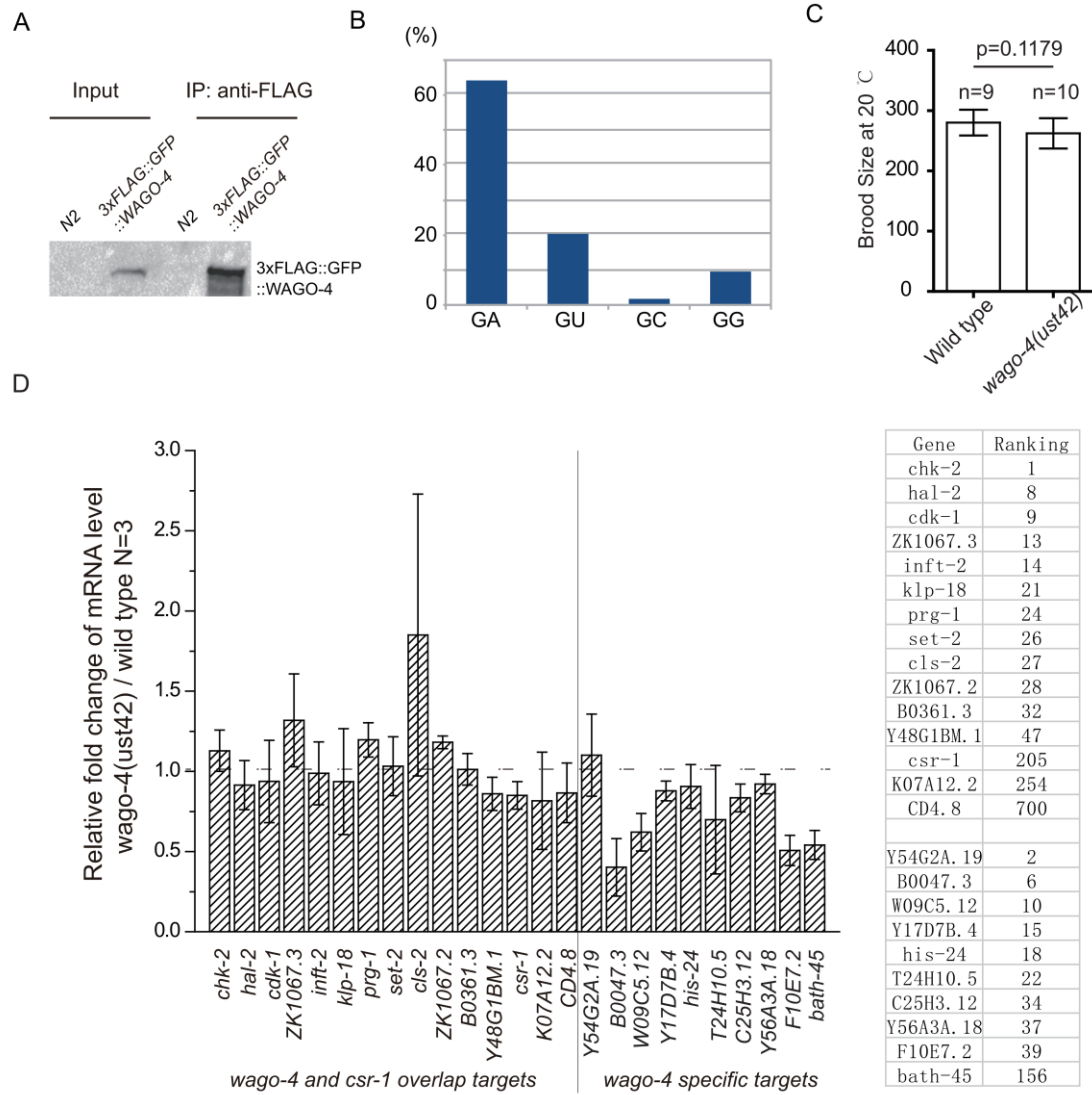 A
Input
IP: anti-FLAG
N2
3xFLAG::GFP
::WAGO-4
N2
3xFLAG::GFP
::WAGO-4
3xFLAG::GFP
::WAGO-4
B
(%)
60
40
20
0
GA
GU
GC
GG
C
Brood Size at 20 ℃
400
300
200
100
0
p=0.1179
n=9
n=10
Wild type
wago-4(ust42)
D
Relative fold change of mRNA level
wago-4(ust42) / wild type N=3
3.0
2.5
2.0
1.5
1.0
0.5
0.0
chk-2
hal-2
cdk-1
ZK1067.3
inft-2
klp-18
prg-1
set-2
cls-2
ZK1067.2
B0361.3
Y48G1BM.1
csr-1
K07A12.2
CD4.8
Y54G2A.19
B0047.3
W09C5.12
Y17D7B.4
his-24
T24H10.5
C25H3.12
Y56A3A.18
F10E7.2
bath-45
wago-4 and csr-1 overlap targets
wago-4 specific targets
Gene Ranking
chk-2 1
hal-2 8
cdk-1 9
ZK1067.3 13
inft-2 14
klp-18 21
prg-1 24
set-2 26
cls-2 27
ZK1067.2 28
B0361.3 32
Y48G1BM.1 47
csr-1 205
K07A12.2 254
CD4.8 700
Y54G2A.19 2
B0047.3 6
W09C5.12 10
Y17D7B.4 15
his-24 18
T24H10.5 22
C25H3.12 34
Y56A3A.18 37
F10E7.2 39
bath-45 156